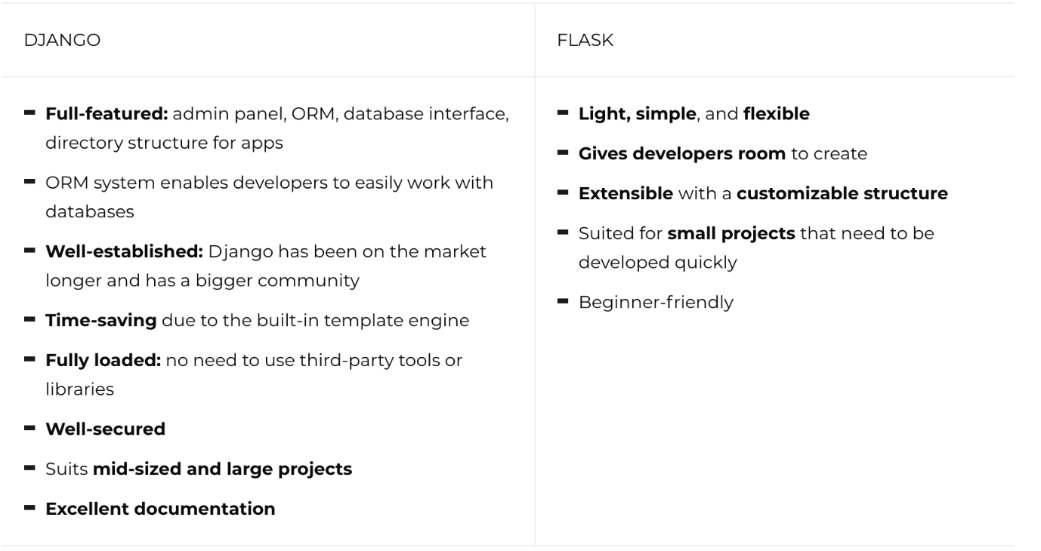 DJANGO
FLASK
- Full-featured: admin panel, ORM, database interface,
directory structure for apps
- ORM system enables developers to easily work with
databases
- Well-established: Django has been on the market
longer and has a bigger community
- Time-saving due to the built-in template engine
- Fully loaded: no need to use third-party tools or
libraries
- Well-secured
- Suits mid-sized and large projects
- Excellent documentation
- Light, simple, and flexible
- Gives developers room to create
- Extensible with a customizable structure
- Suited for small projects that need to be
developed quickly
- Beginner-friendly